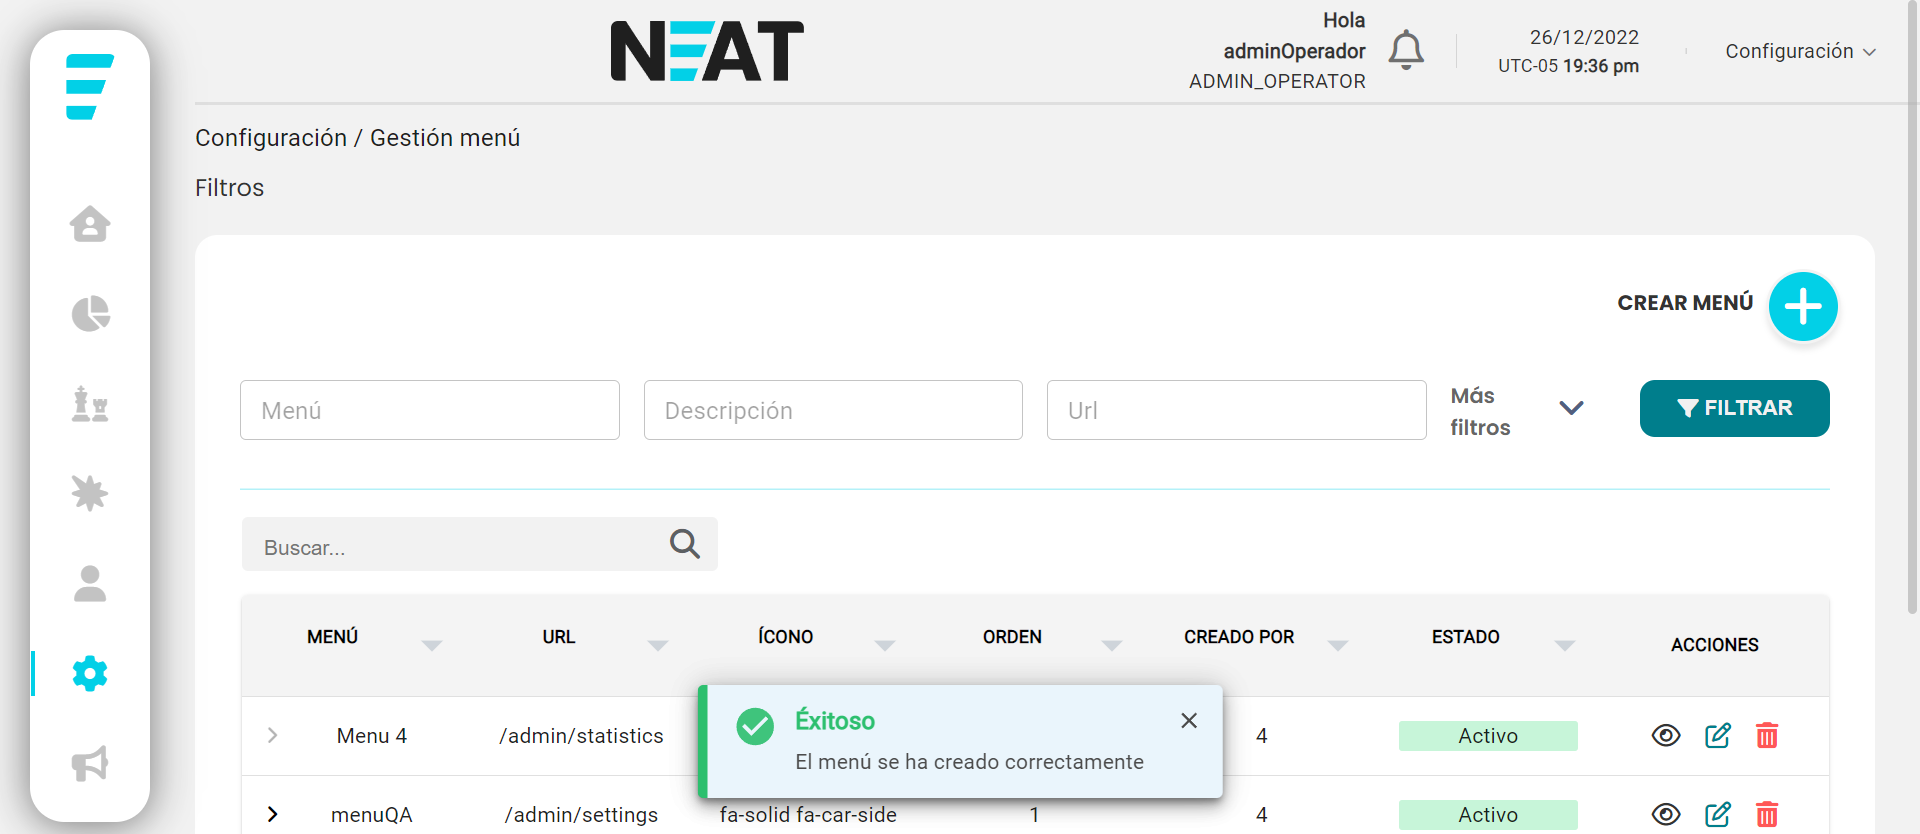 NEAT
Hola
adminOperador
ADMIN_OPERATOR
26/12/2022
UTC-05 19:36 pm
Configuración
Configuración / Gestión menú
Filtros
CREAR MENÚ
Menú
Descripción
Url
Más
filtros
FILTRAR
Buscar...
MENÚ URL ÍCONO ORDEN CREADO POR ESTADO ACCIONES
Menu 4 /admin/statistics 4 Activo
Éxitoso
El menú se ha creado correctamente
menuQA /admin/settings fa-solid fa-car-side 1 4 Activo